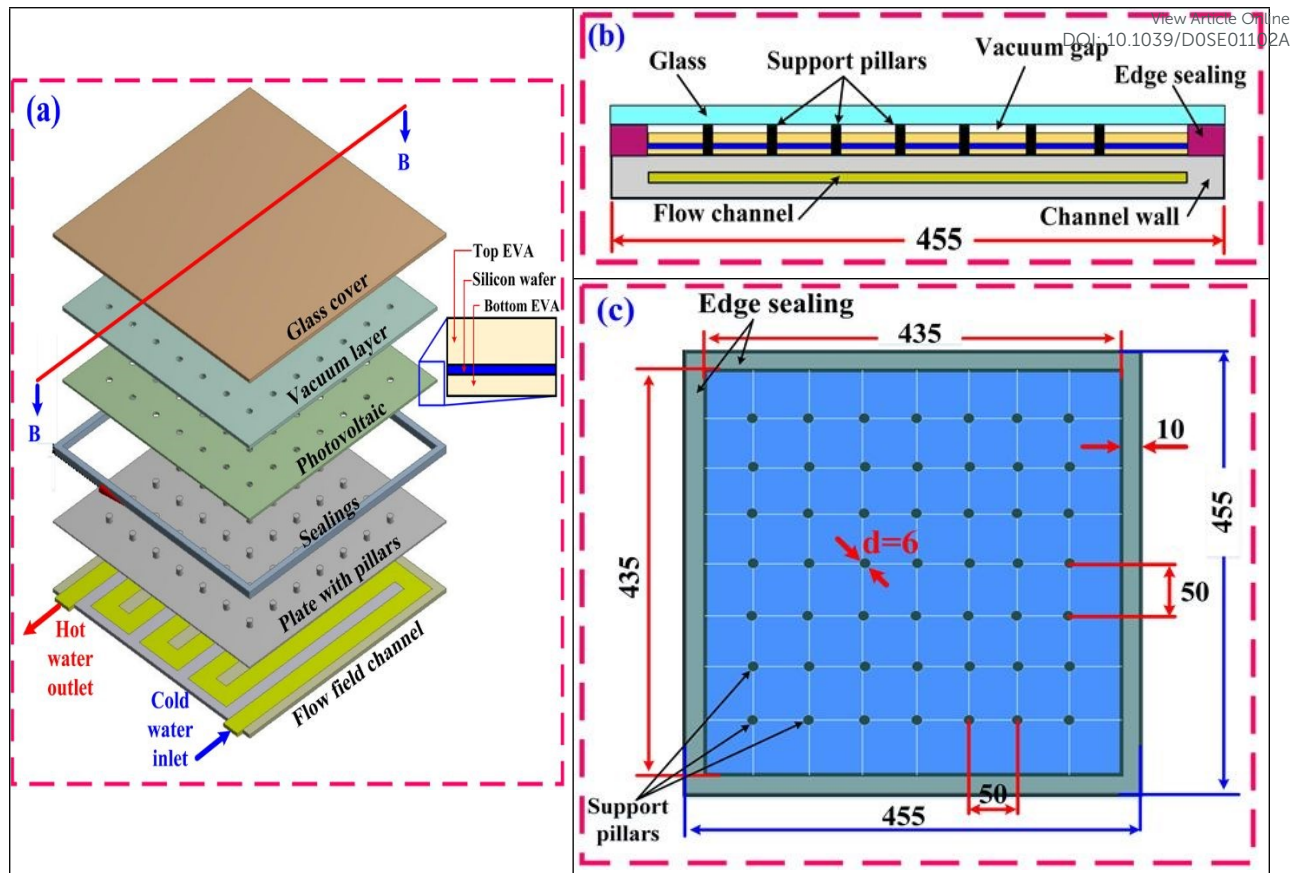 View Article Online
DOI: 10.1039/D0SE01102A
(a)
B
B
Glass cover
Vacuum layer
Photovoltaic
Sealings
Plate with pillars
Flow field channel
Top EVA
Silicon wafer
Bottom EVA
Hot
water
outlet
Cold
water
inlet
(b)
Glass
Support pillars
Vacuum gap
Edge sealing
Flow channel
Channel wall
455
(c)
Edge sealing
435
10
435
455
d=6
50
50
Support
pillars
455